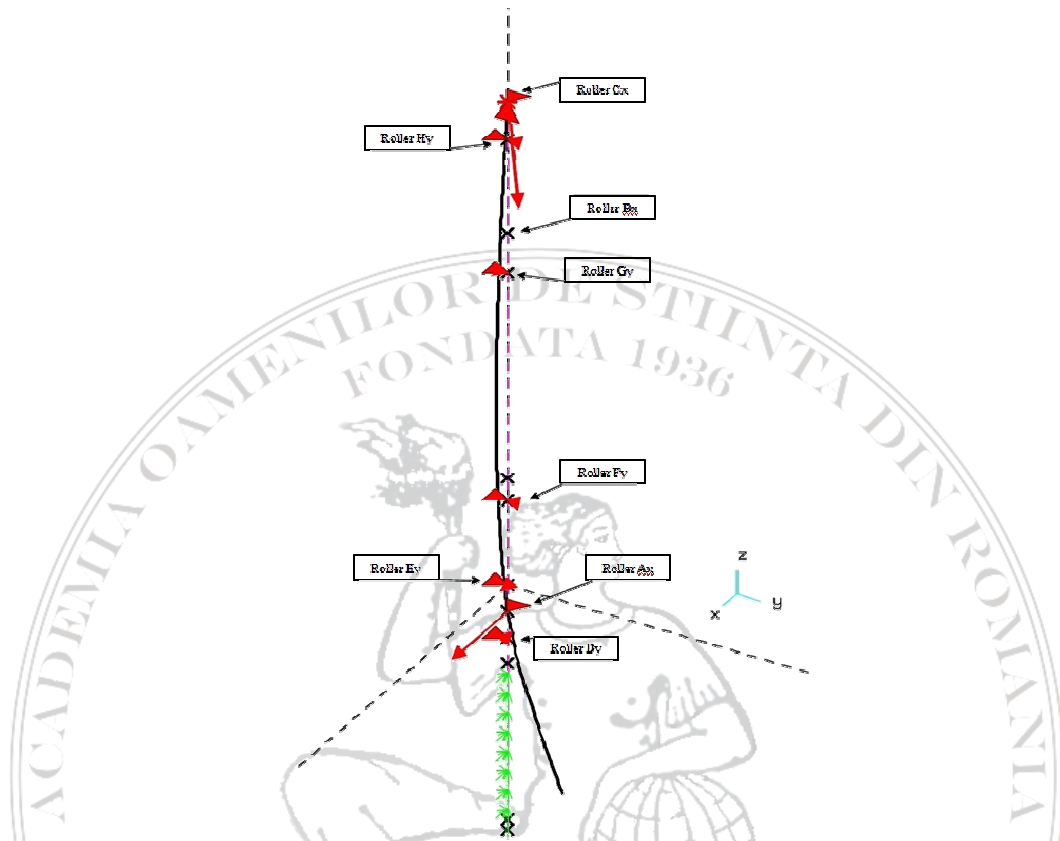 Roller Cx
Roller Hy
Roller Bx
Roller Gy
ACADEMIA OAMENILOR DE STIINTA DIN ROMANIA
FONDATA 1936
Roller Fy
Roller Ey
Roller Ax
z
x
y
Roller Dy